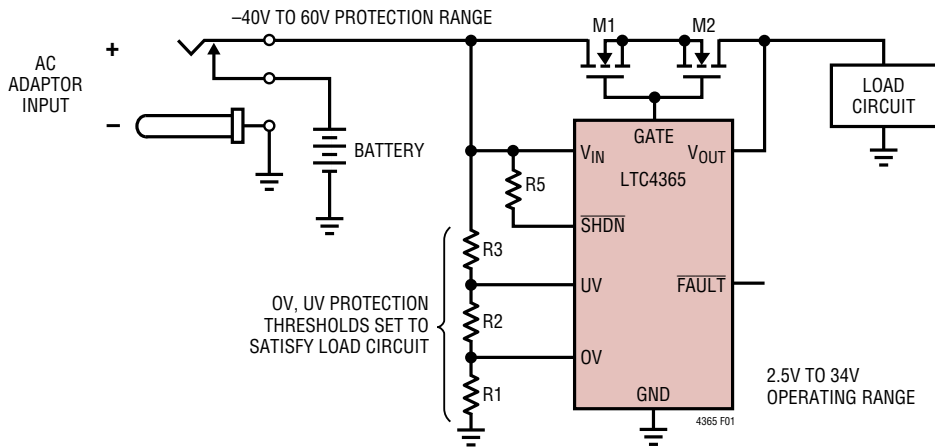 –40V TO 60V PROTECTION RANGE
M1
M2
+
AC
ADAPTOR
INPUT
–
BATTERY
LOAD
CIRCUIT
GATE
VIN
VOUT
LTC4365
R5
SHDN
R3
UV
FAULT
OV, UV PROTECTION
THRESHOLDS SET TO
SATISFY LOAD CIRCUIT
R2
OV
R1
GND
2.5V TO 34V
OPERATING RANGE
4365 F01